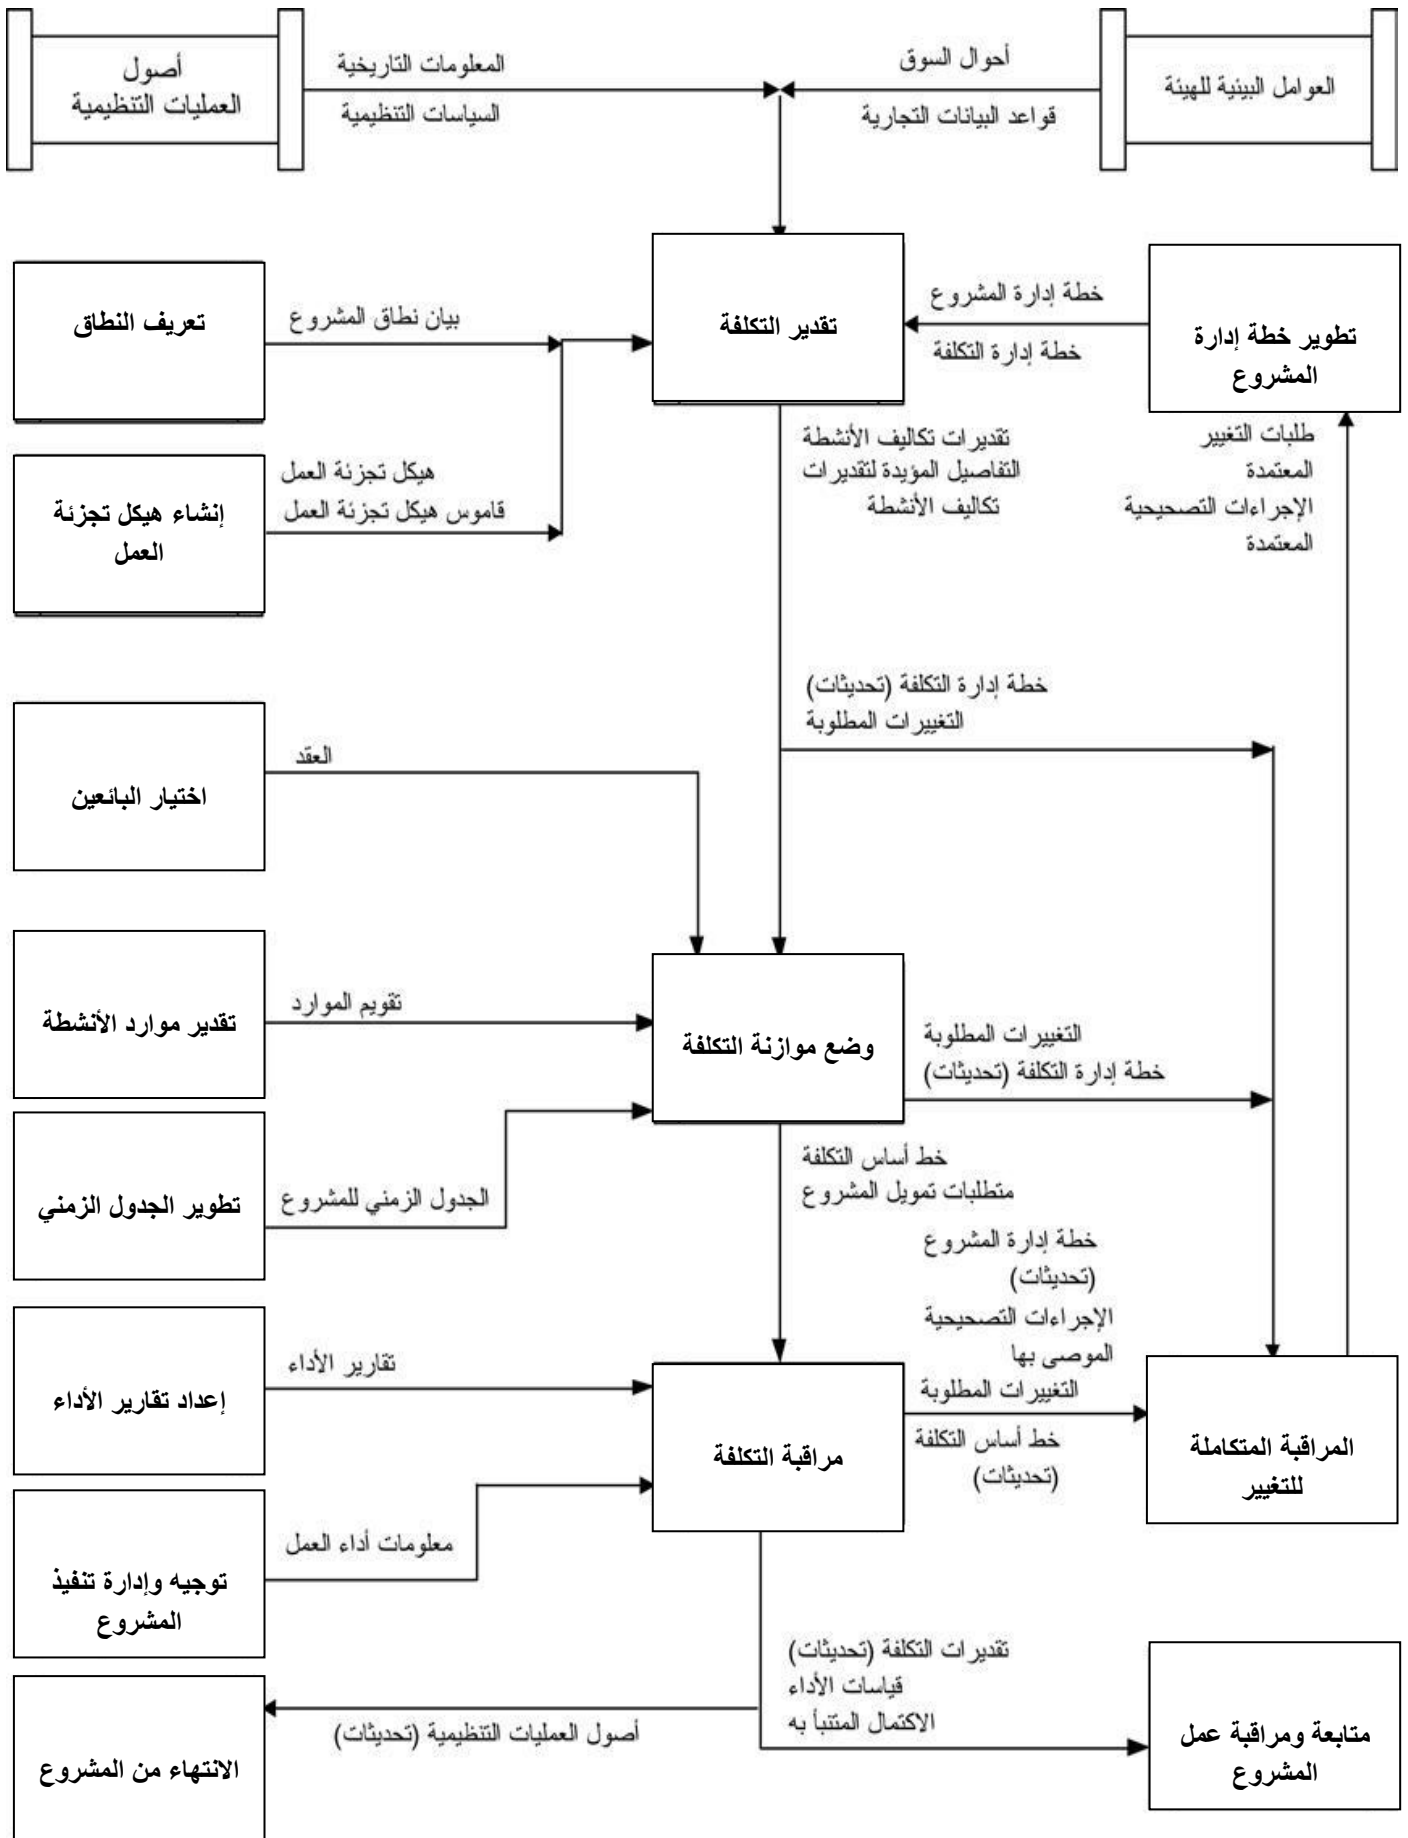 أصول
العمليات التنظيمية
المعلومات التاريخية
السياسات التنظيمية
أحوال السوق
قواعد البيانات التجارية
العوامل البيئية للهيئة
تعريف النطاق
بيان نطاق المشروع
تقدير التكلفة
خطة إدارة المشروع
خطة إدارة التكلفة
تطوير خطة إدارة
المشروع
إنشاء هيكل تجزئة
العمل
هيكل تجزئة العمل
قاموس هيكل تجزئة العمل
تقديرات تكاليف الأنشطة
التفاصيل المؤيدة لتقديرات
تكاليف الأنشطة
طلبات التغيير
المعتمدة
الإجراءات التصحيحية
المعتمدة
خطة إدارة التكلفة (تحديثات)
التغييرات المطلوبة
اختيار البائعين
العقد
تقدير موارد الأنشطة
تقويم الموارد
وضع موازنة التكلفة
التغييرات المطلوبة
خطة إدارة التكلفة (تحديثات)
تطوير الجدول الزمني
الجدول الزمني للمشروع
خط أساس التكلفة
متطلبات تمويل المشروع
خطة إدارة المشروع
(تحديثات)
الإجراءات التصحيحية
الموصى بها
التغييرات المطلوبة
خط أساس التكلفة
(تحديثات)
إعداد تقارير الأداء
تقارير الأداء
مراقبة التكلفة
المراقبة المتكاملة
للتغيير
توجيه وإدارة تنفيذ
المشروع
معلومات أداء العمل
تقديرات التكلفة (تحديثات)
قياسات الأداء
الاكتمال المتنبأ به
أصول العمليات التنظيمية (تحديثات)
الانتهاء من المشروع
متابعة ومراقبة عمل
المشروع